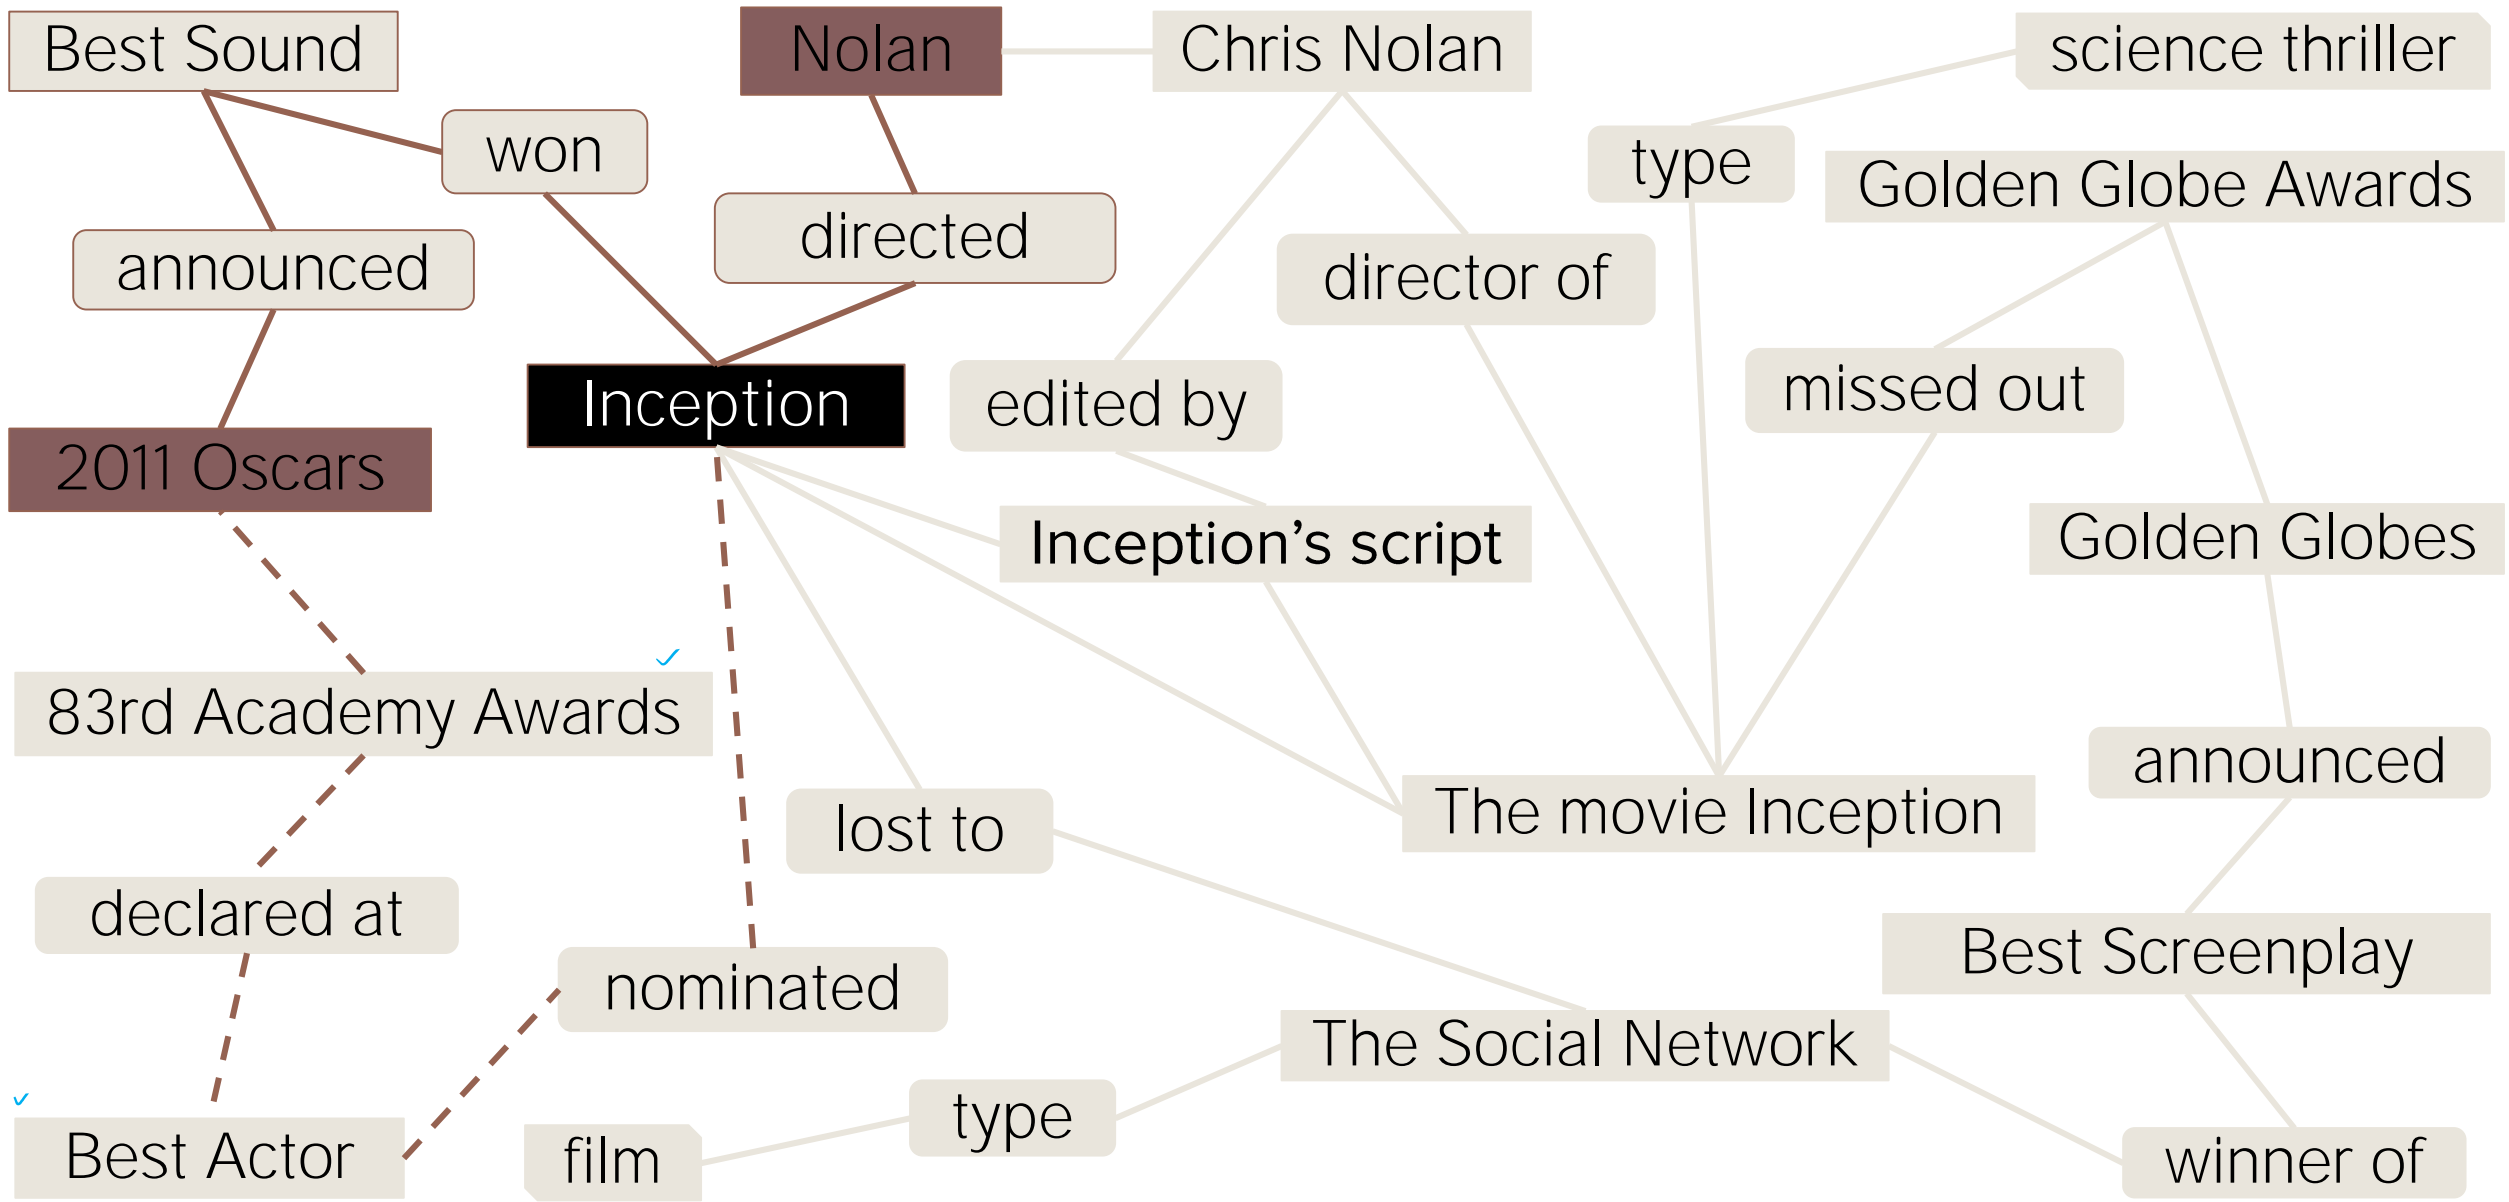 Best Sound
Nolan
Chris Nolan
science thriller
won
type
Golden Globe Awards
announced
directed
director of
Inception
edited by
missed out
2011 Oscars
Inception’s script
Golden Globes
83rd Academy Awards
announced
lost to
The movie Inception
declared at
nominated
Best Screenplay
The Social Network
type
Best Actor
film
winner of